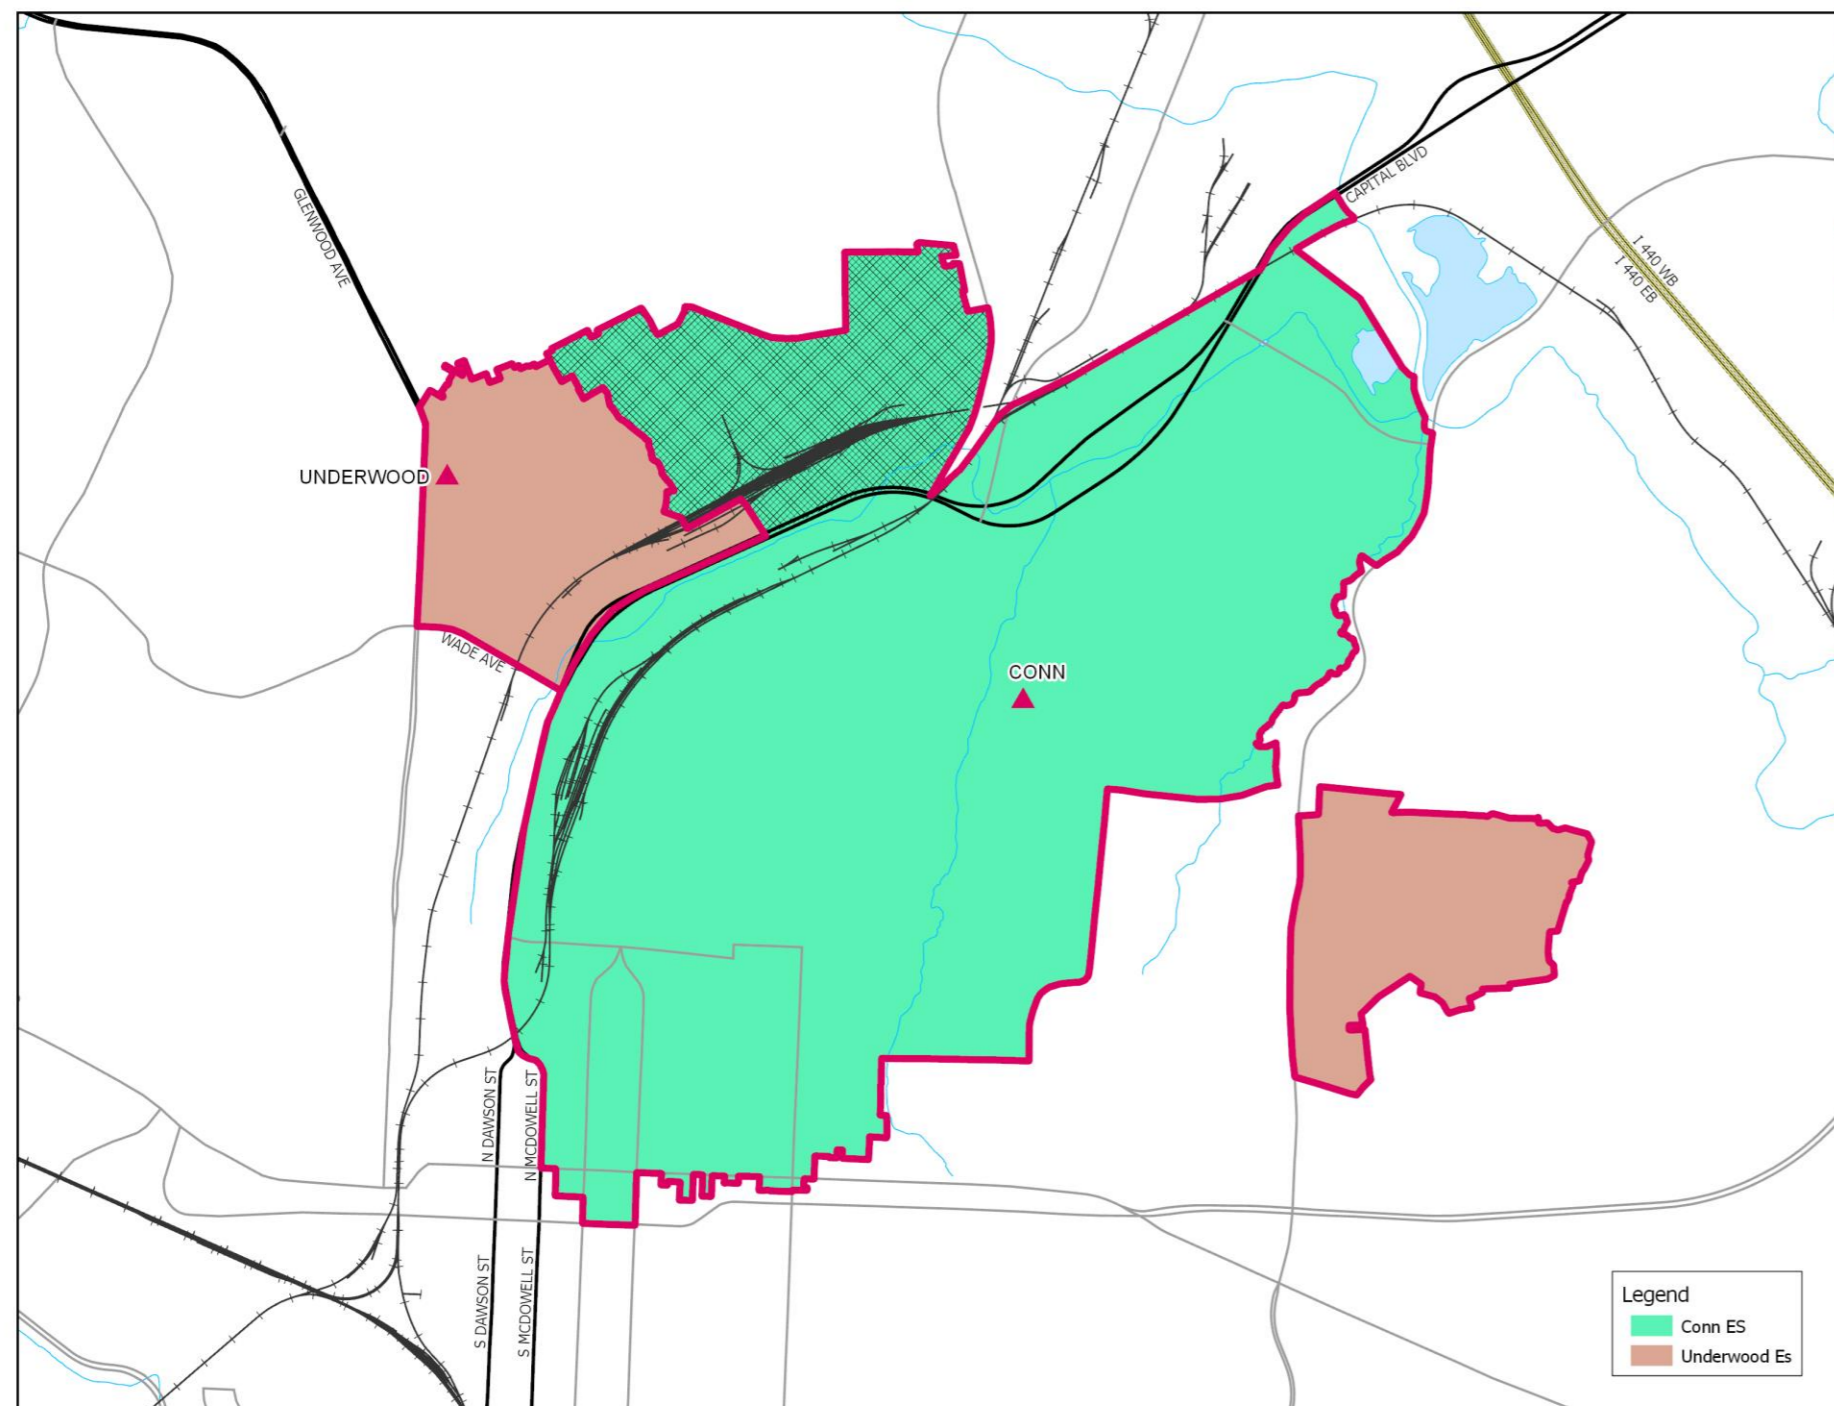 CAPITAL BLVD
GLENWOOD AVE
I 440 WB
I 440 EB
UNDERWOOD
WADE AVE
CONN
N DAWSON ST
N MCDOWELL ST
S DAWSON ST
S MCDOWELL ST
Legend
Conn ES
Underwood Es